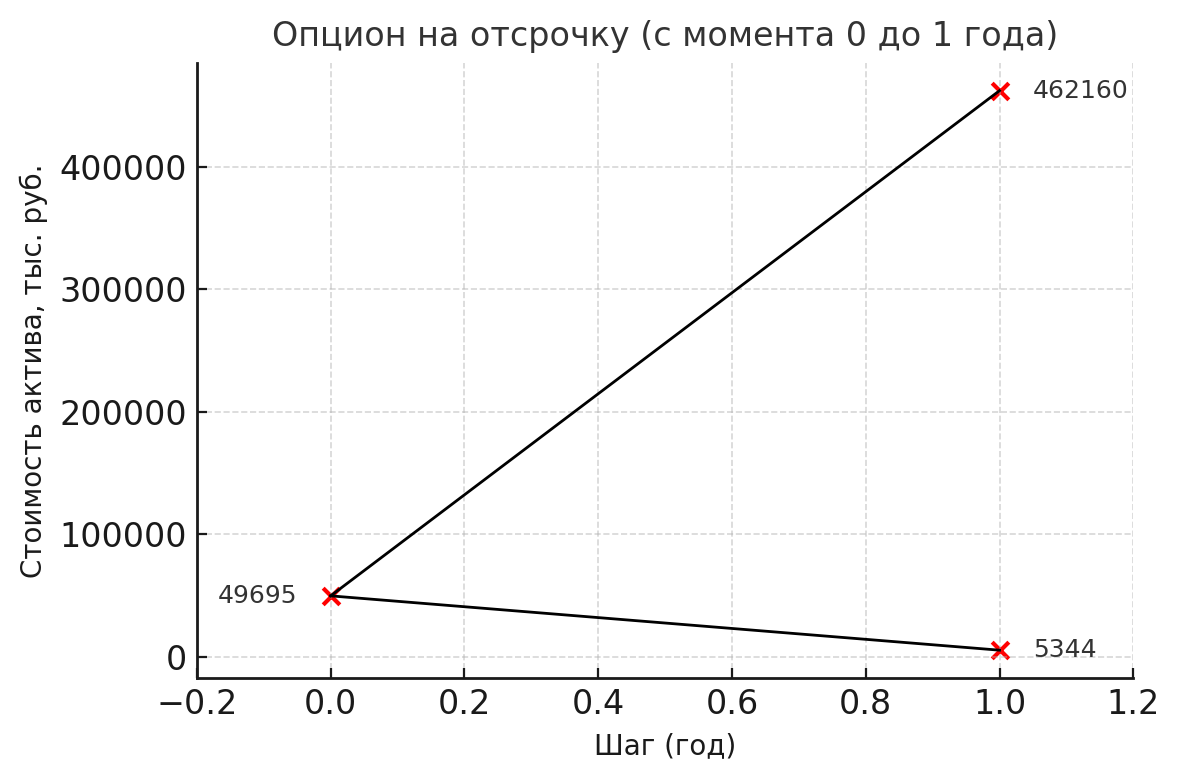 Опцион на отсрочку (с момента 0 до 1 года)
Стоимость актива, тыс. руб.
462160
400000
300000
200000
100000
49695
5344
0
−0.2 0.0 0.2 0.4 0.6 0.8 1.0 1.2
Шаг (год)